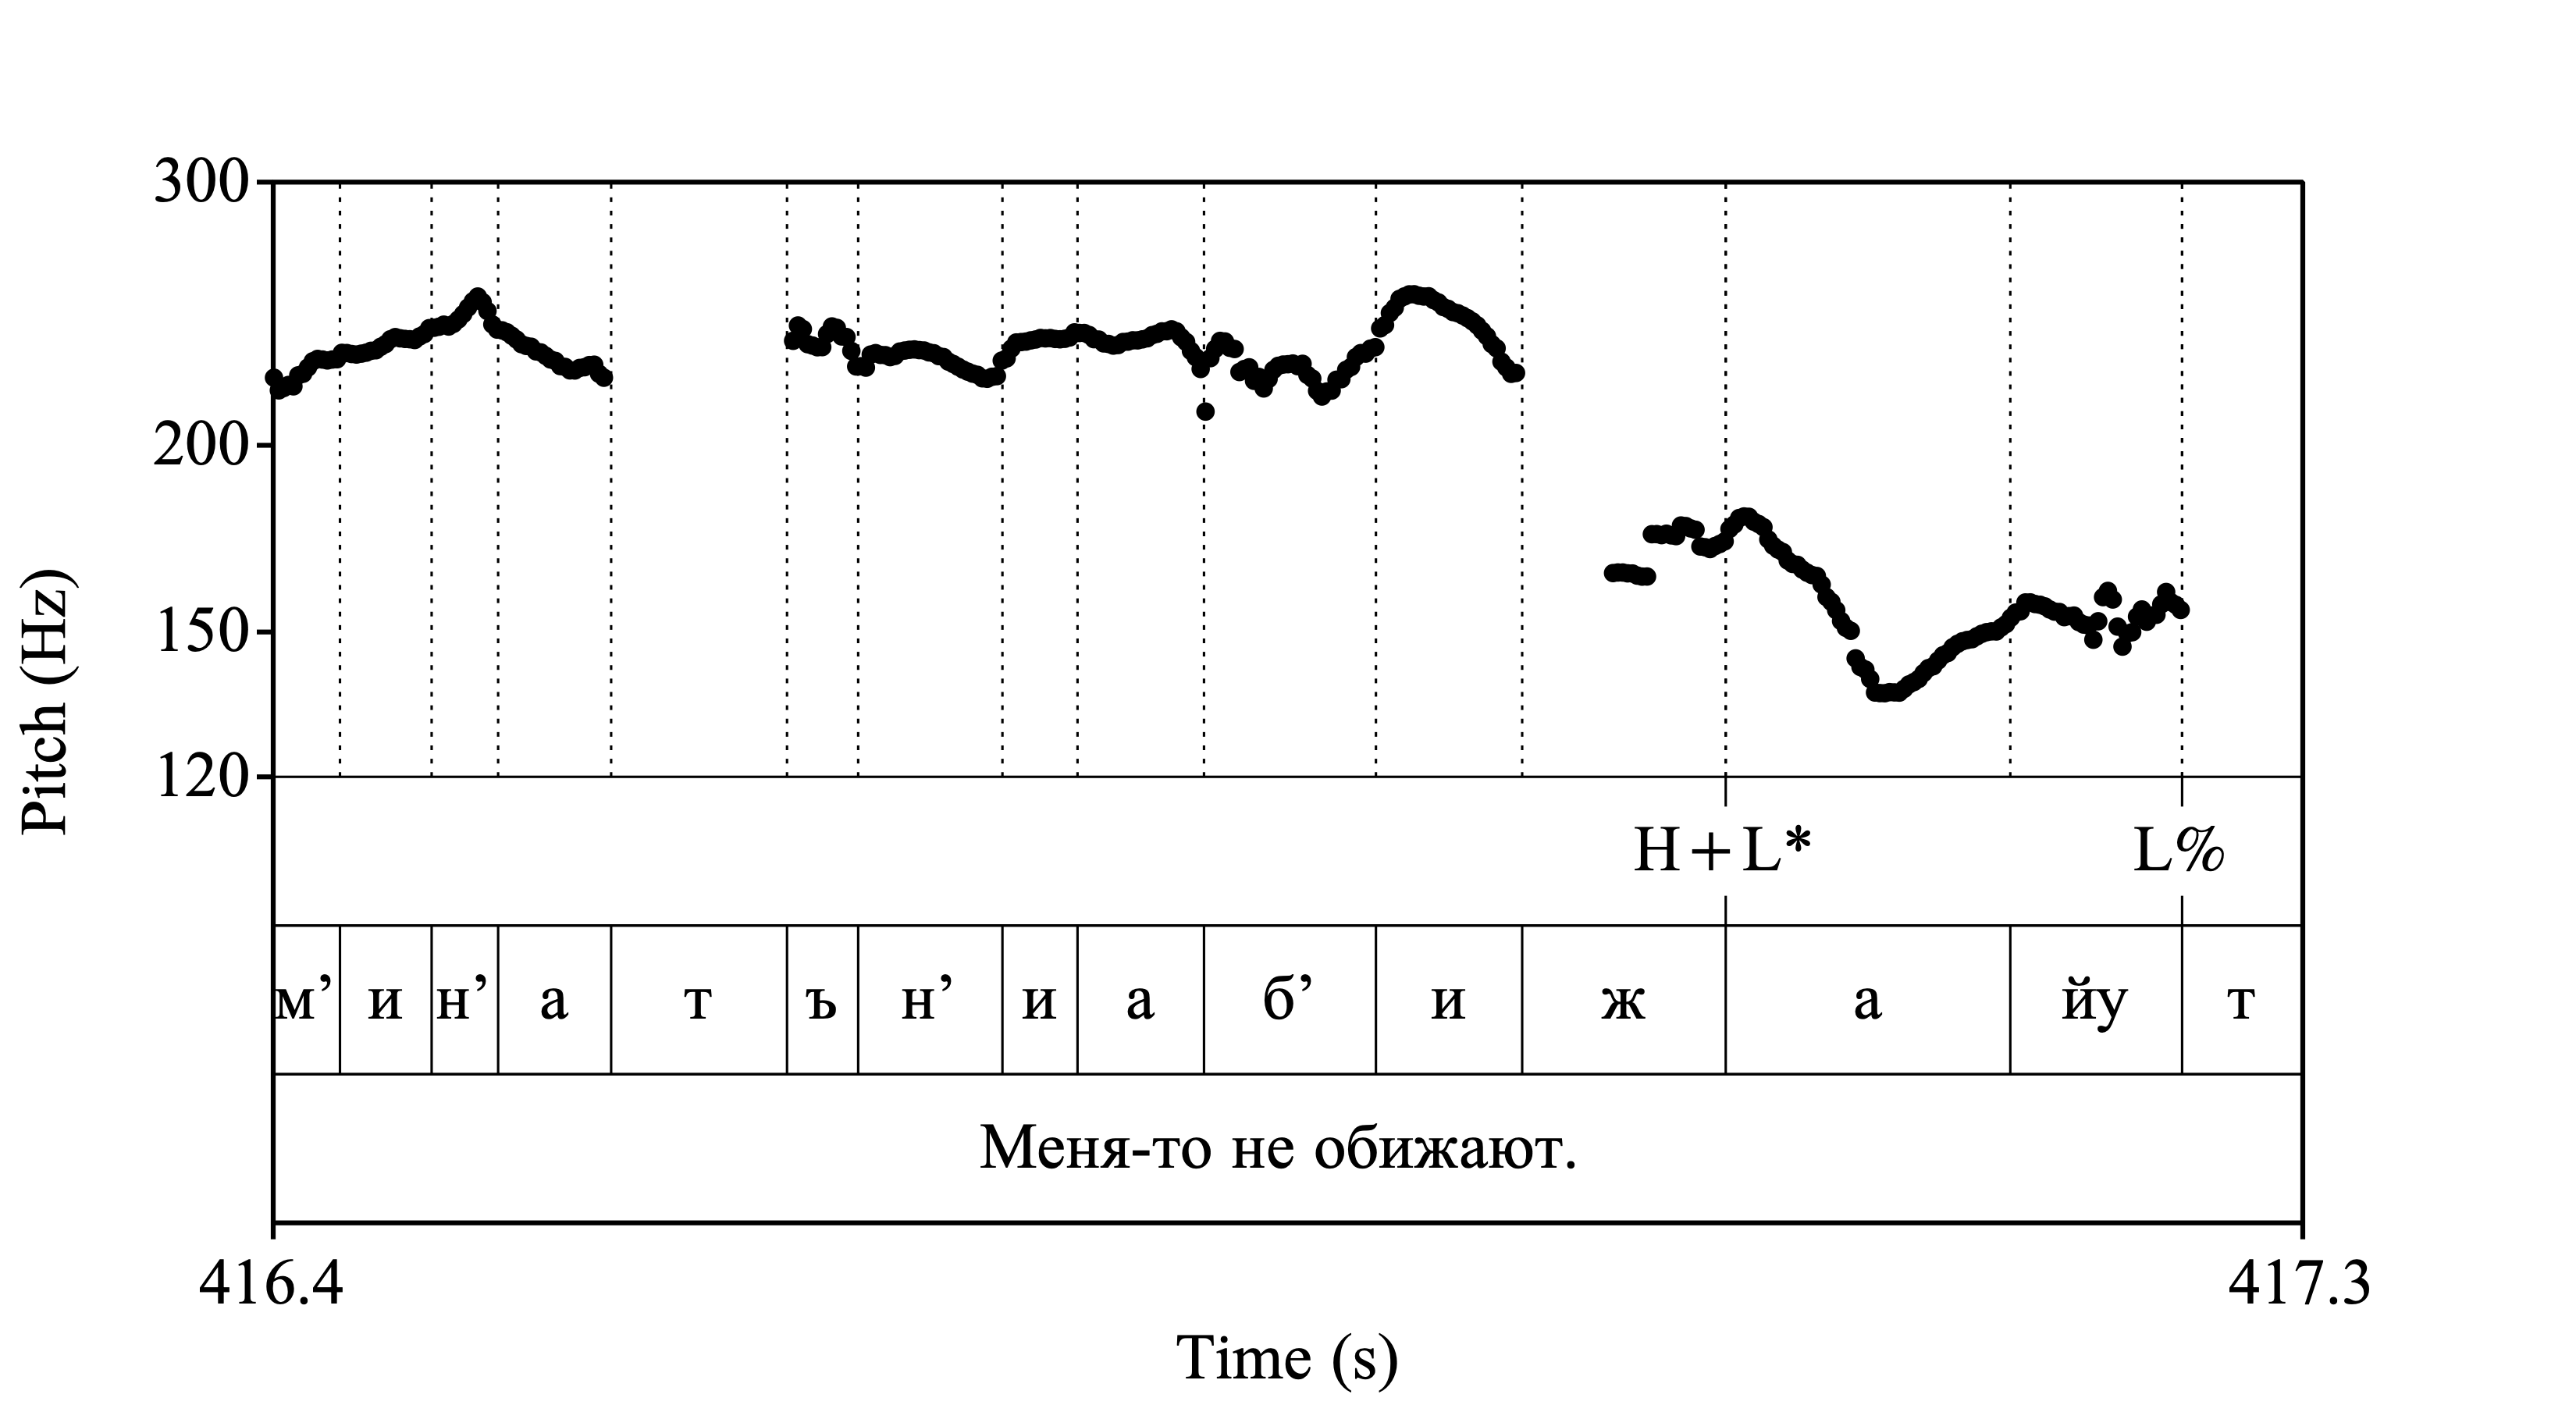 300
200
150
120
Pitch (Hz)
H+L* L%
м’ и н’ а т ъ н’ и а б’ и ж а йу т
Меня-то не обижают.
416.4 417.3
Time (s)